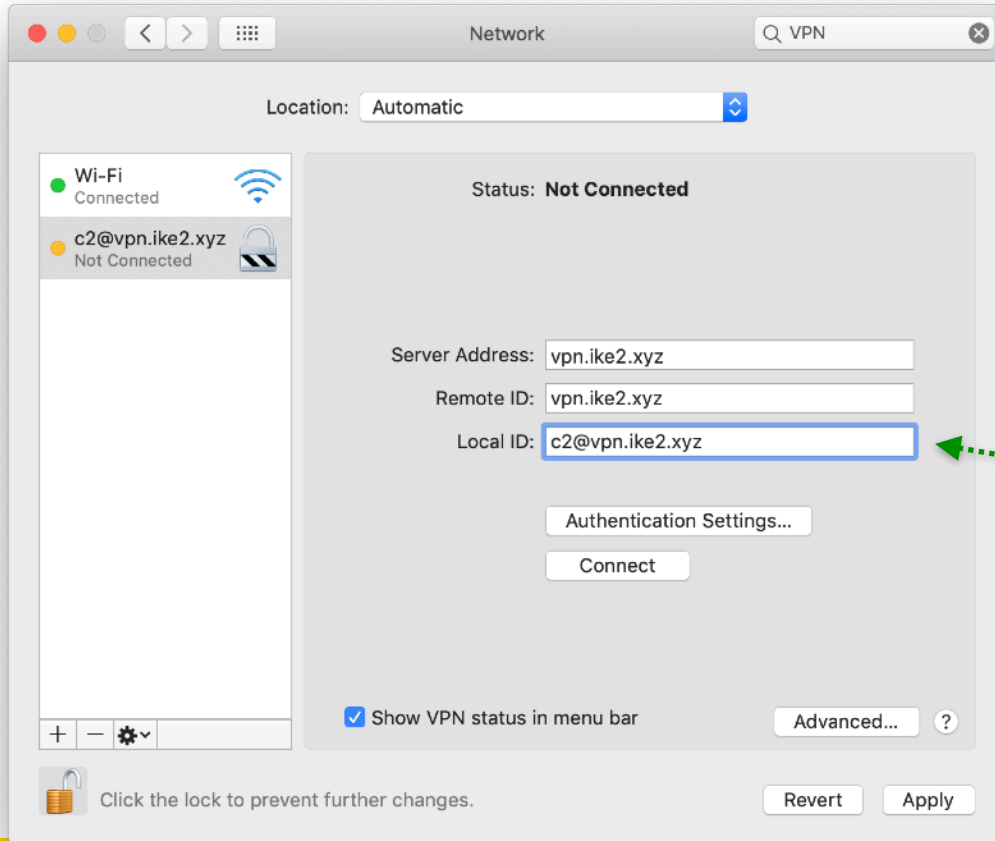 Network
VPN
Location: Automatic
Wi-Fi
Connected
c2@vpn.ike2.xyz
Not Connected
Status: Not Connected
Server Address: vpn.ike2.xyz
Remote ID: vpn.ike2.xyz
Local ID: c2@vpn.ike2.xyz
Authentication Settings...
Connect
Show VPN status in menu bar
Advanced... ?
Click the lock to prevent further changes.
Revert Apply